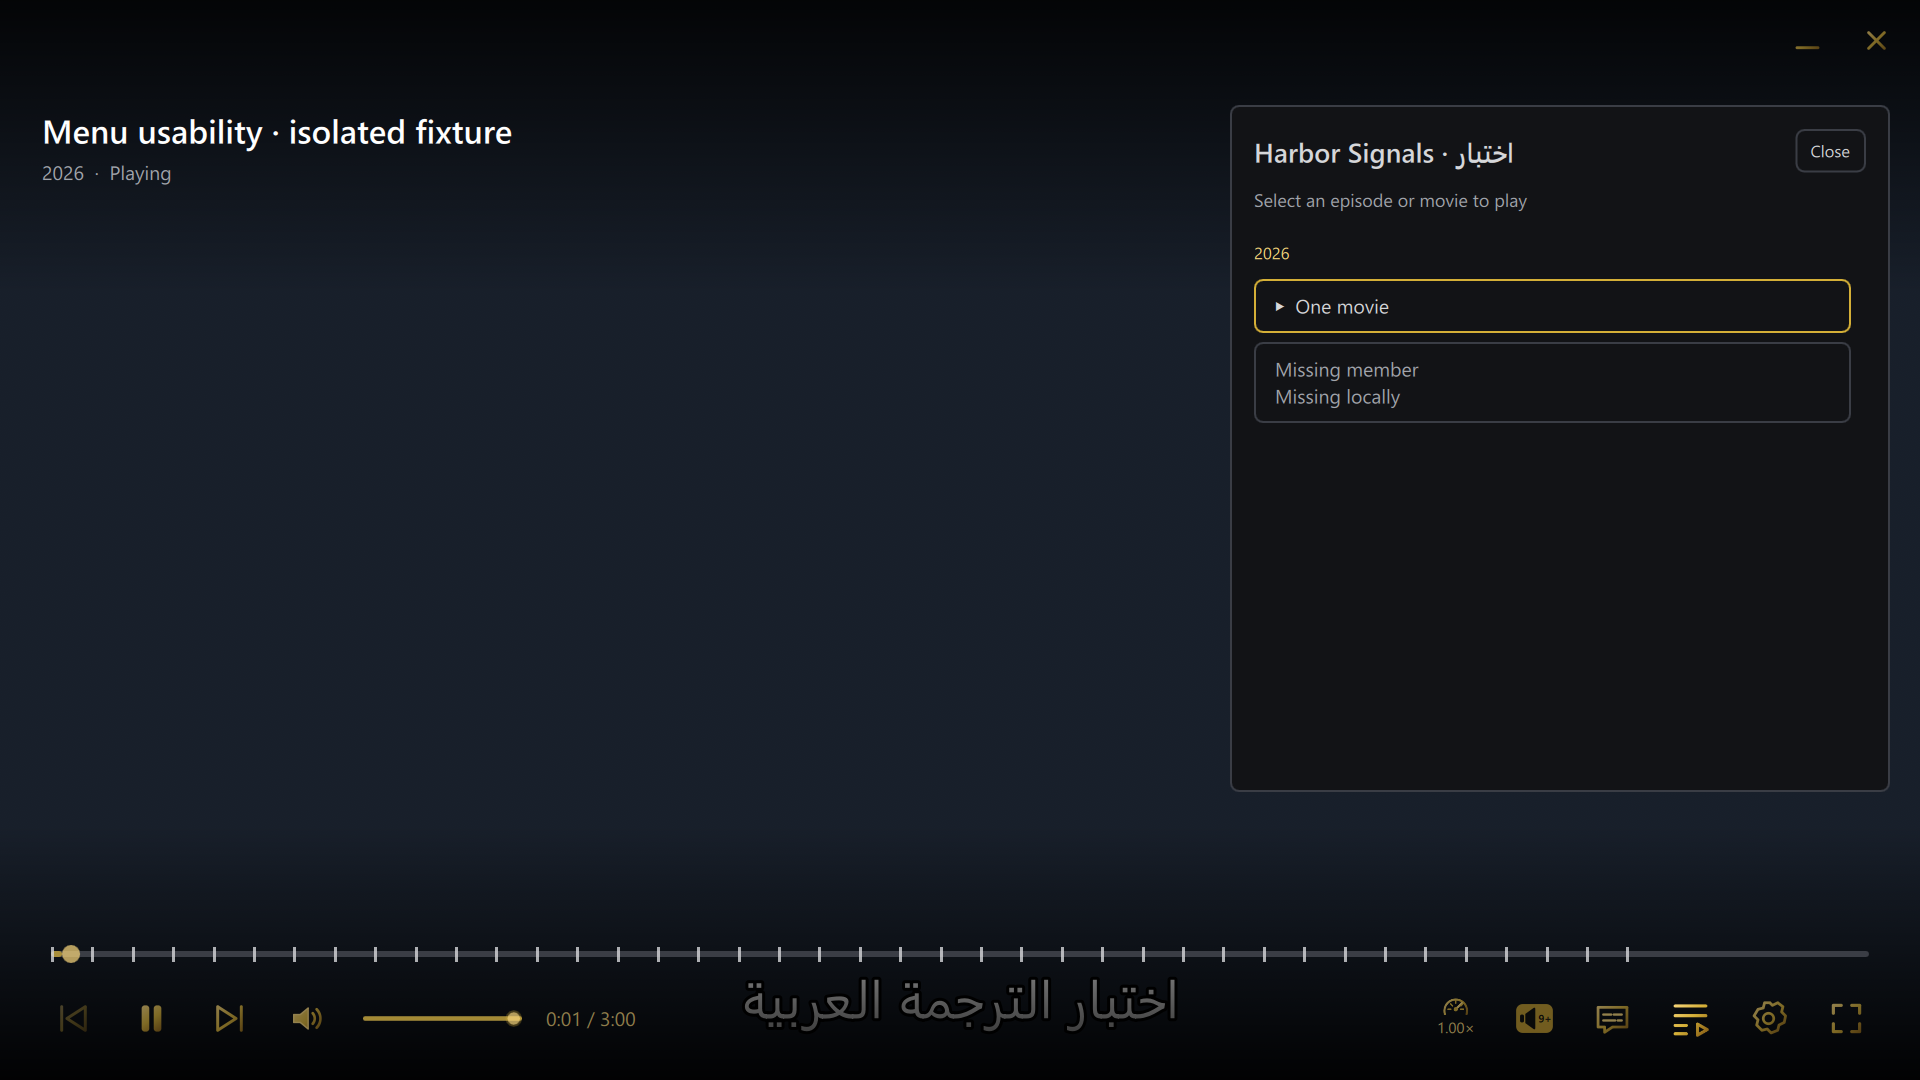 Menu usability · isolated fixture
2026 · Playing
Harbor Signals · اختبار
Close
Select an episode or movie to play
2026
▶ One movie
Missing member
Missing locally
اختبار الترجمة العربية
0:01 / 3:00
1.00×
9+